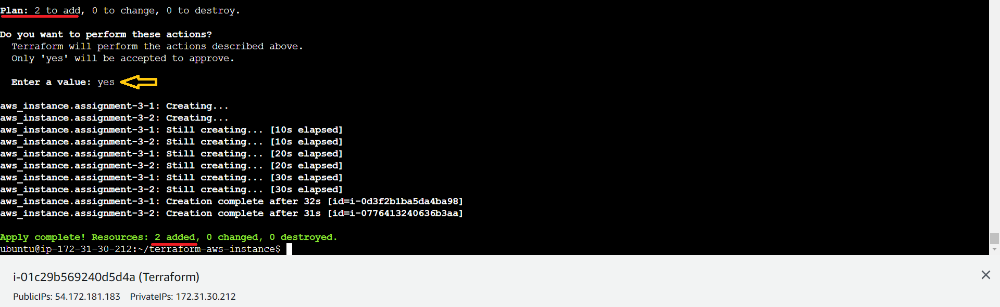 Plan: 2 to add, 0 to change, 0 to destroy.
Do you want to perform these actions?
Terraform will perform the actions described above.
Only 'yes' will be accepted to approve.
Enter a value: yes
aws_instance.assignment-3-1: Creating...
aws_instance.assignment-3-2: Creating...
aws_instance.assignment-3-1: Still creating... [10s elapsed]
aws_instance.assignment-3-2: Still creating... [10s elapsed]
aws_instance.assignment-3-1: Still creating... [20s elapsed]
aws_instance.assignment-3-2: Still creating... [20s elapsed]
aws_instance.assignment-3-1: Still creating... [30s elapsed]
aws_instance.assignment-3-2: Still creating... [30s elapsed]
aws_instance.assignment-3-1: Creation complete after 32s [id=i-0d3f2b1ba5da4ba98]
aws_instance.assignment-3-2: Creation complete after 31s [id=i-0776413240636b3aa]
Apply complete! Resources: 2 added, 0 changed, 0 destroyed.
ubuntu@ip-172-31-30-212:~/terraform-aws-instance$
i-01c29b569240d5d4a (Terraform)
PublicIPs: 54.172.181.183 PrivateIPs: 172.31.30.212